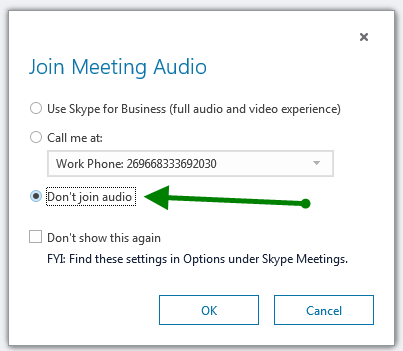 Join Meeting Audio
Use Skype for Business (full audio and video experience)
Call me at:
Work Phone: 269668333692030
Don't join audio
Don't show this again
FYI: Find these settings in Options under Skype Meetings.
OK
Cancel